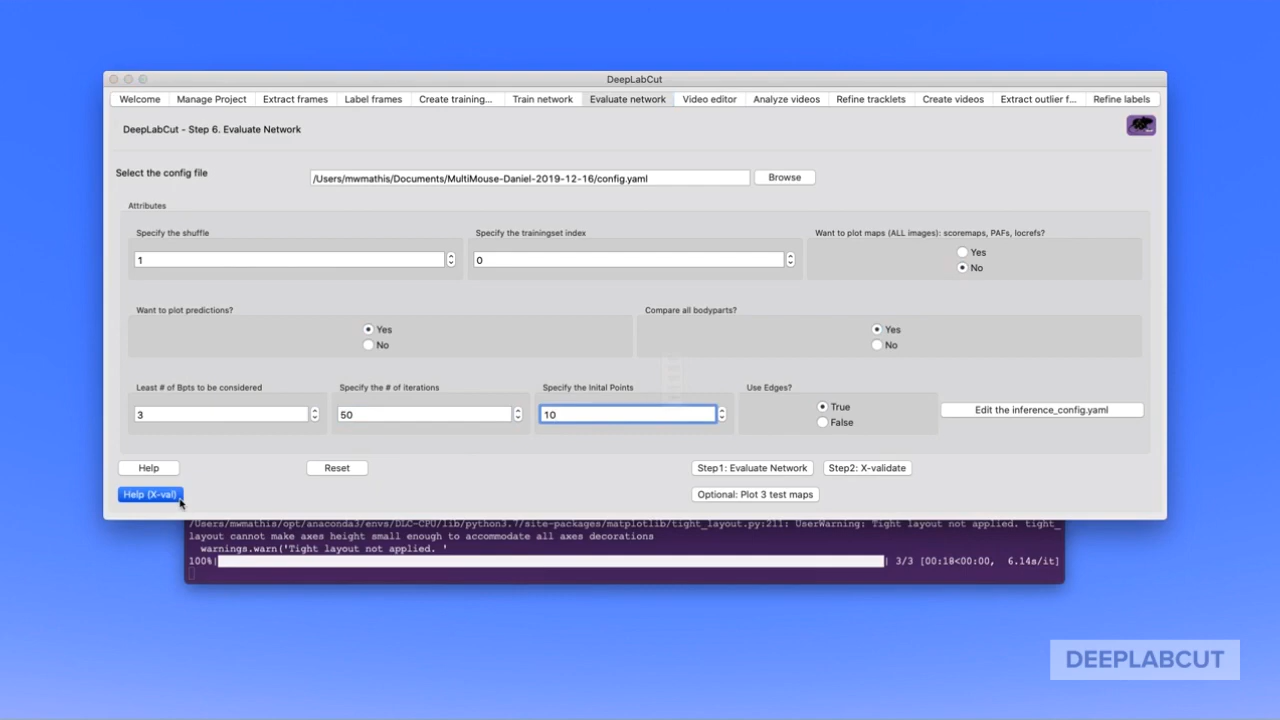 DeepLabCut
Welcome Manage Project Extract frames Label frames Create training... Train network Evaluate network Video editor Analyze videos Refine tracklets Create videos Extract outlier f... Refine labels
DeepLabCut - Step 6. Evaluate Network
Select the config file
/Users/mwmathis/Documents/MultiMouse-Daniel-2019-12-16/config.yaml
Browse
Attributes
Specify the shuffle
1
Specify the trainingset index
0
Want to plot maps (ALL images): scoremaps, PAFs, locrefs?
Yes
No
Want to plot predictions?
Yes
No
Compare all bodyparts?
Yes
No
Least # of Bpts to be considered
3
Specify the # of iterations
50
Specify the Inital Points
10
Use Edges?
True
False
Edit the inference_config.yaml
Help
Reset
Step1: Evaluate Network
Step2: X-validate
Help (X-val)
Optional: Plot 3 test maps
/Users/mwmathis/opt/anaconda3/envs/DLC-CPU/lib/python3.7/site-packages/matplotlib/tight_layout.py:211: UserWarning: Tight layout not applied. tight_
layout cannot make axes height small enough to accommodate all axes decorations
warnings.warn('Tight layout not applied. '
100%| | 3/3 [00:18<00:00, 6.14s/it]
DEEPLABCUT